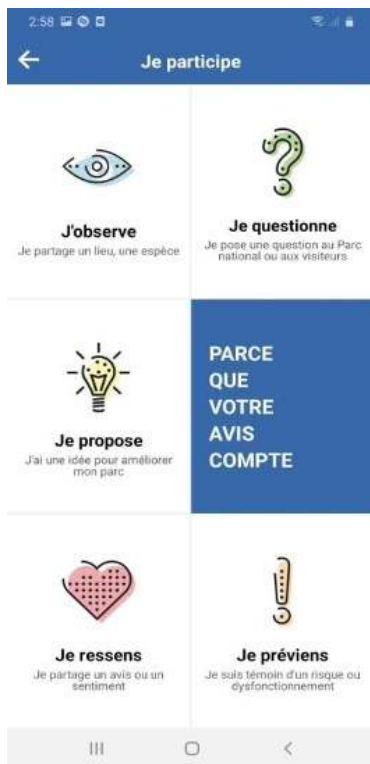 2:58
Je participe
J'observe
Je partage un lieu, une espèce
Je questionne
Je pose une question au Parc
national ou aux visiteurs
Je propose
J'ai une idée pour améliorer
mon parc
PARCE
QUE
VOTRE
AVIS
COMPTE
Je ressens
Je partage un avis ou un
sentiment
Je préviens
Je suis témoin d'un risque ou
dysfonctionnement